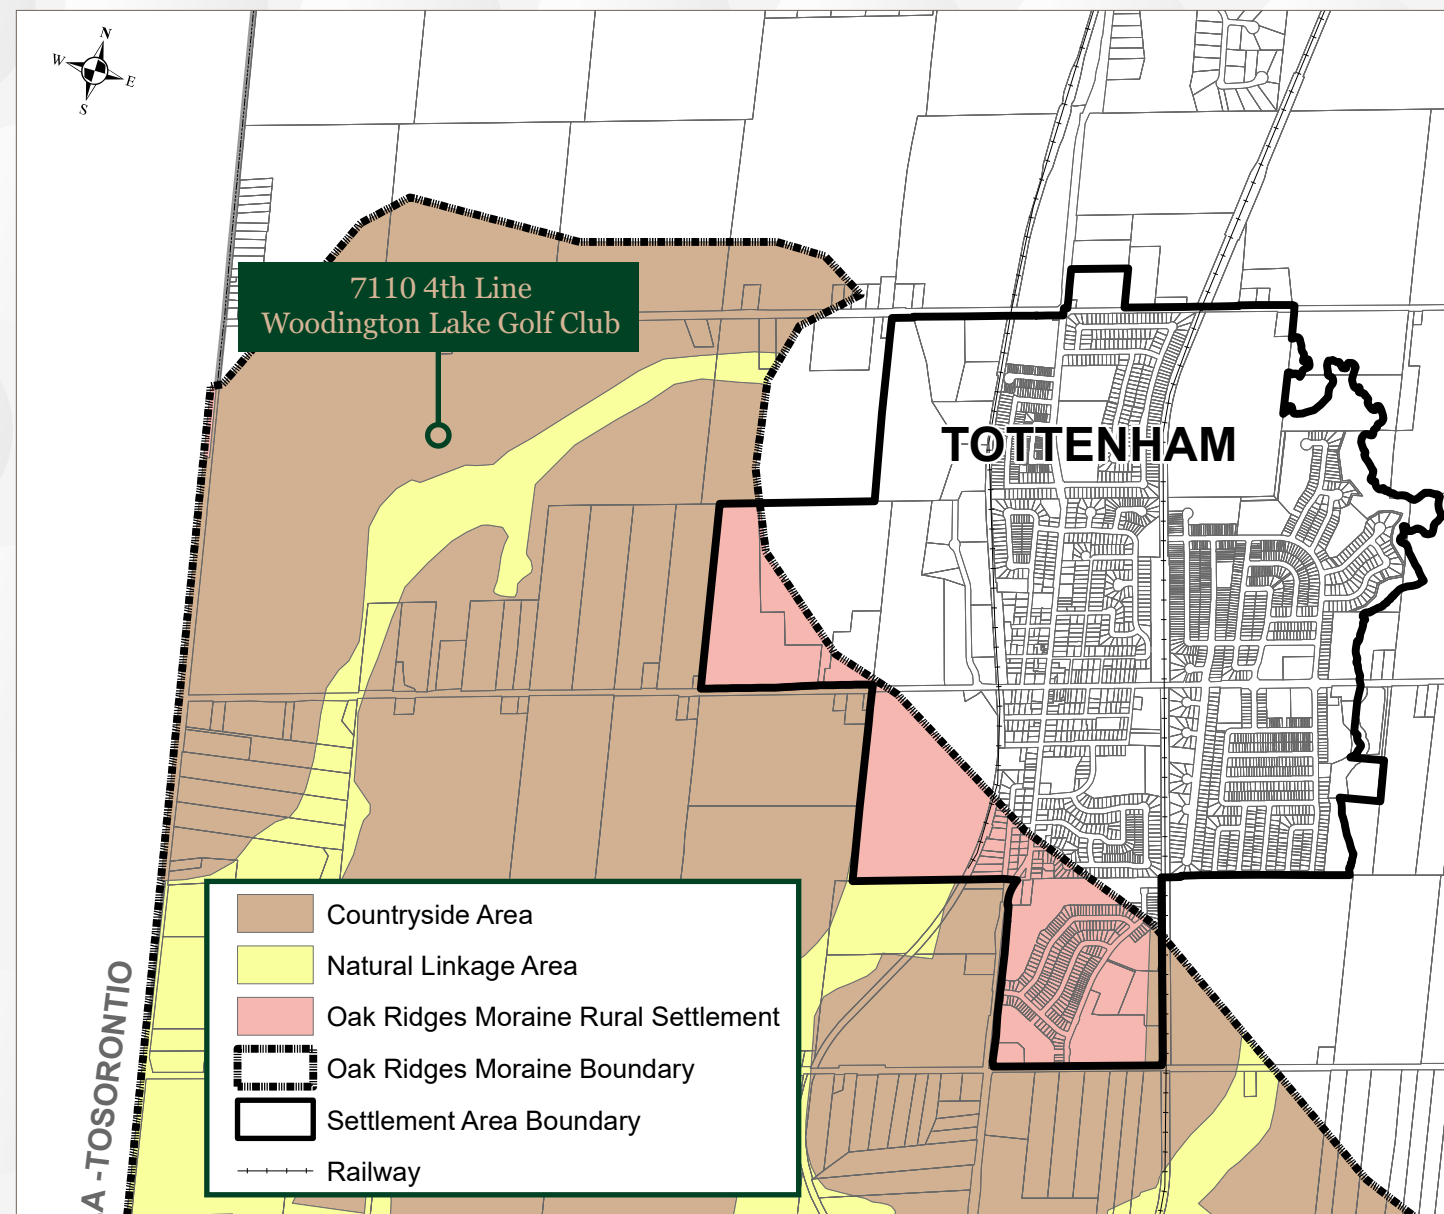 N
W
E
S
7110 4th Line
Woodington Lake Golf Club
TOTTENHAM
Countryside Area
Natural Linkage Area
Oak Ridges Moraine Rural Settlement
Oak Ridges Moraine Boundary
Settlement Area Boundary
Railway
A -TOSORONTIO